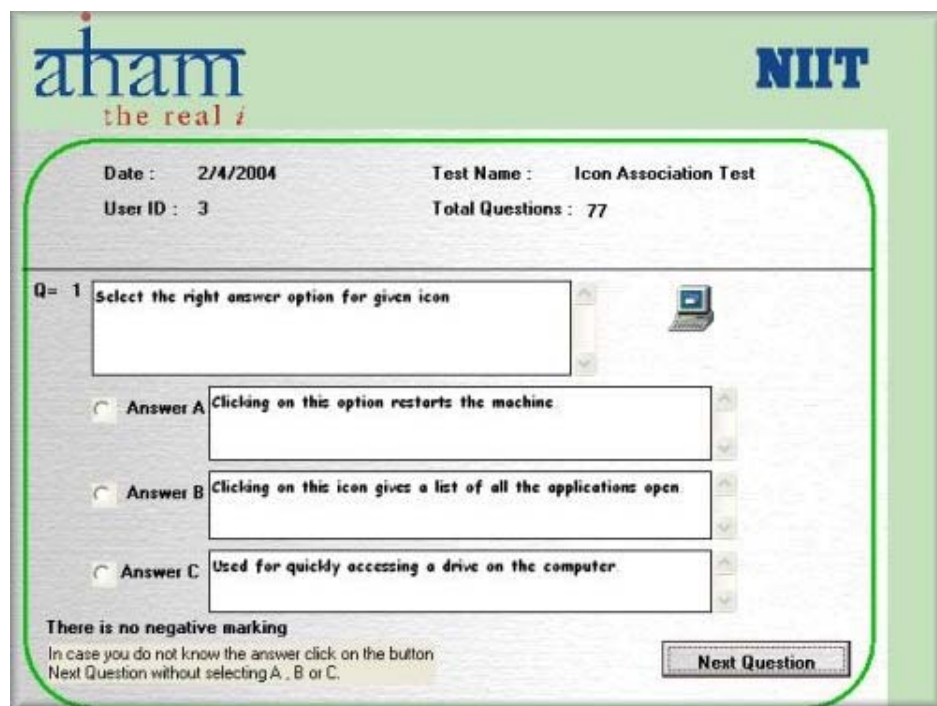 aham
NIIT
the real i
Date : 2/4/2004 Test Name : Icon Association Test
User ID : 3 Total Questions : 77
Q= 1 Select the right answer option for given icon
Answer A Clicking on this option restarts the machine
Answer B Clicking on this icon gives a list of all the applications open
Answer C Used for quickly accessing a drive on the computer
There is no negative marking
In case you do not know the answer click on the button
Next Question without selecting A , B or C.
Next Question